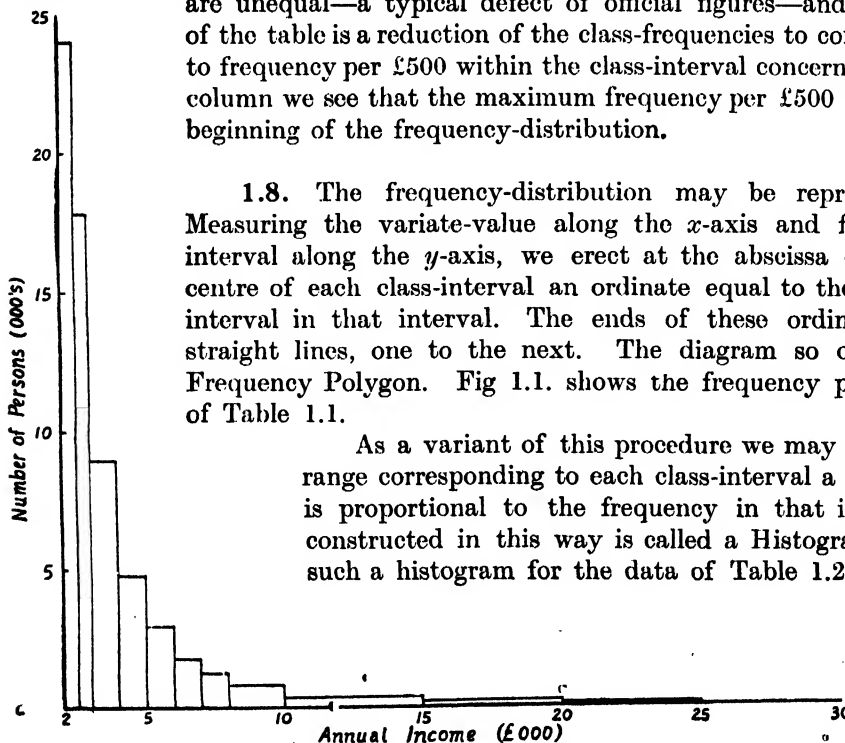 are unequal—a typical defect of official figures—and
of the table is a reduction of the class-frequencies to co
to frequency per £500 within the class-interval concern
column we see that the maximum frequency per £500
beginning of the frequency-distribution.
1.8. The frequency-distribution may be repr
Measuring the variate-value along the x-axis and f
interval along the y-axis, we erect at the abscissa
centre of each class-interval an ordinate equal to the
interval in that interval. The ends of these ordin
straight lines, one to the next. The diagram so c
Frequency Polygon. Fig 1.1. shows the frequency p
of Table 1.1.
As a variant of this procedure we may
range corresponding to each class-interval a
is proportional to the frequency in that i
constructed in this way is called a Histogra
such a histogram for the data of Table 1.2
Number of Persons (000's)
25
20
15
10
5
2 5 10 15 20 25 30
Annual Income (£000)